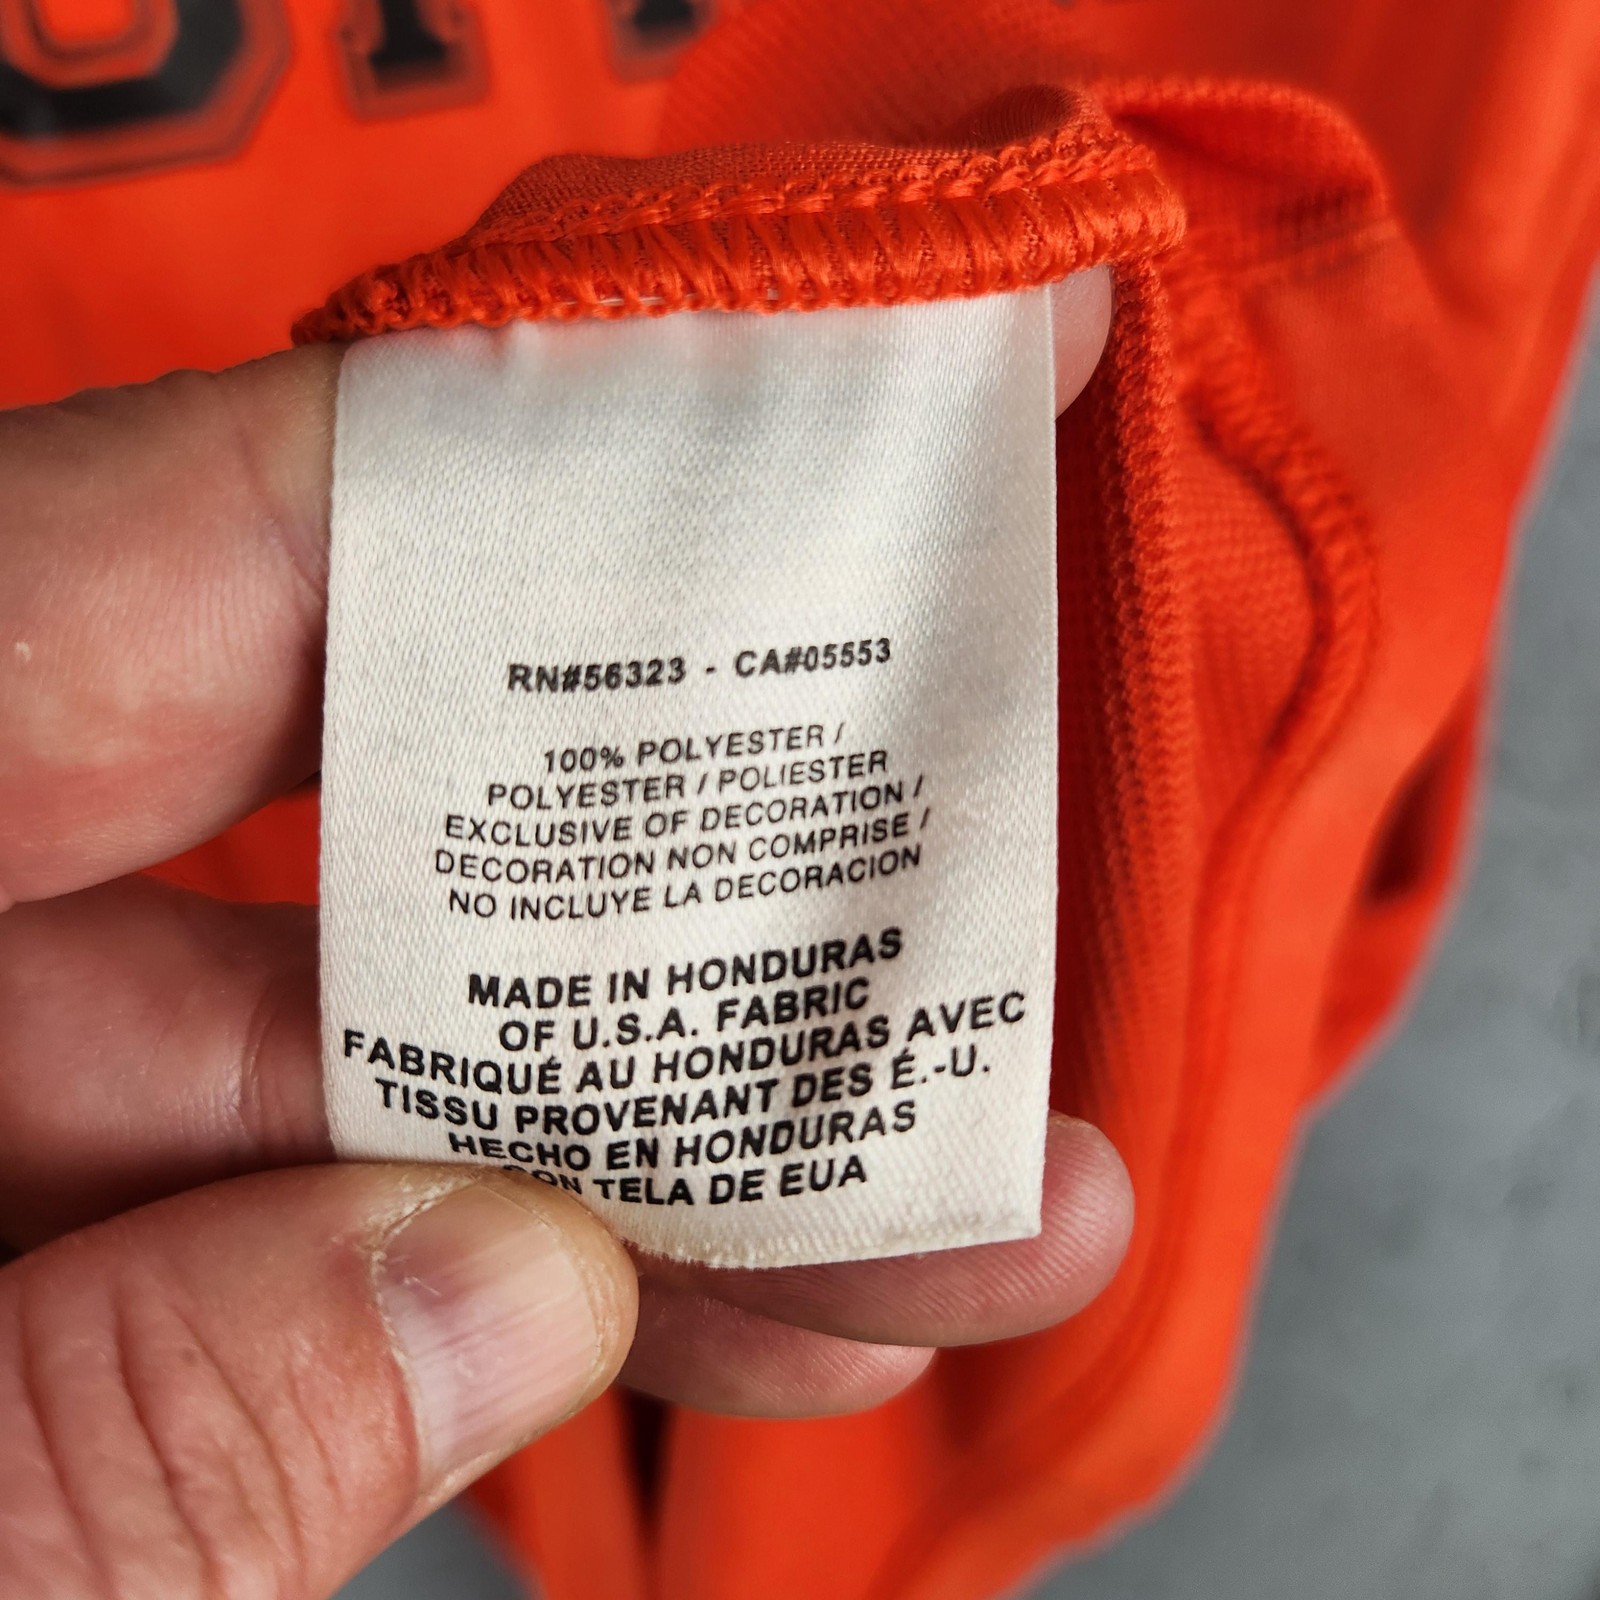 RN#56323 - CA#05553
100% POLYESTER /
POLYESTER / POLIESTER
EXCLUSIVE OF DECORATION /
DECORATION NON COMPRISE /
NO INCLUYE LA DECORACION
MADE IN HONDURAS
OF U.S.A. FABRIC
FABRIQUÉ AU HONDURAS AVEC
TISSU PROVENANT DES É.-U.
HECHO EN HONDURAS
CON TELA DE EUA